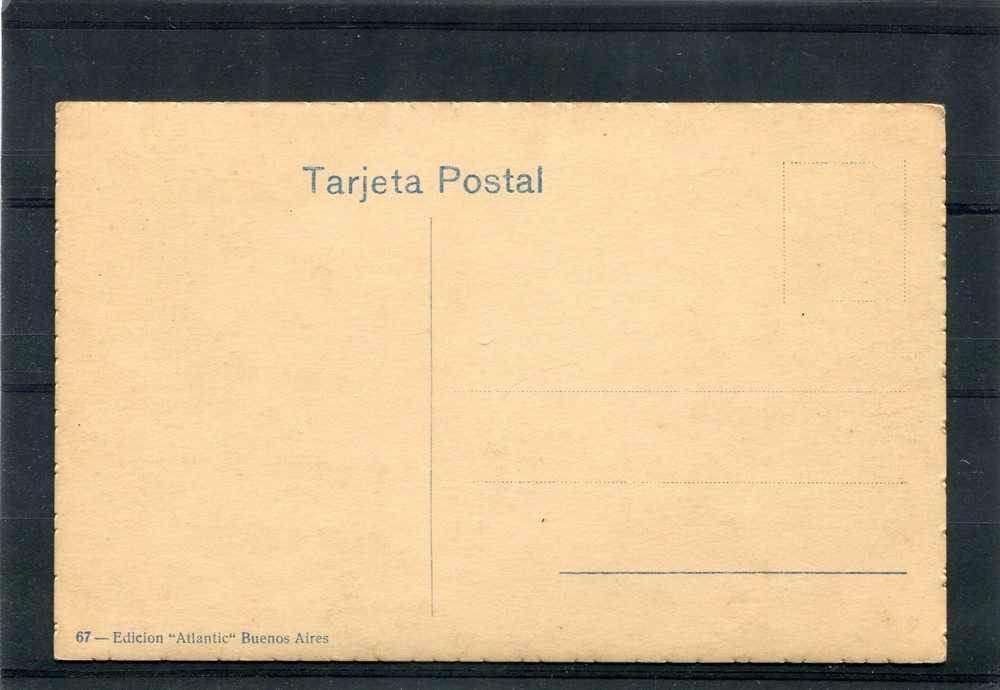 Tarjeta Postal
67 — Edicion “Atlantic“ Buenos Aires